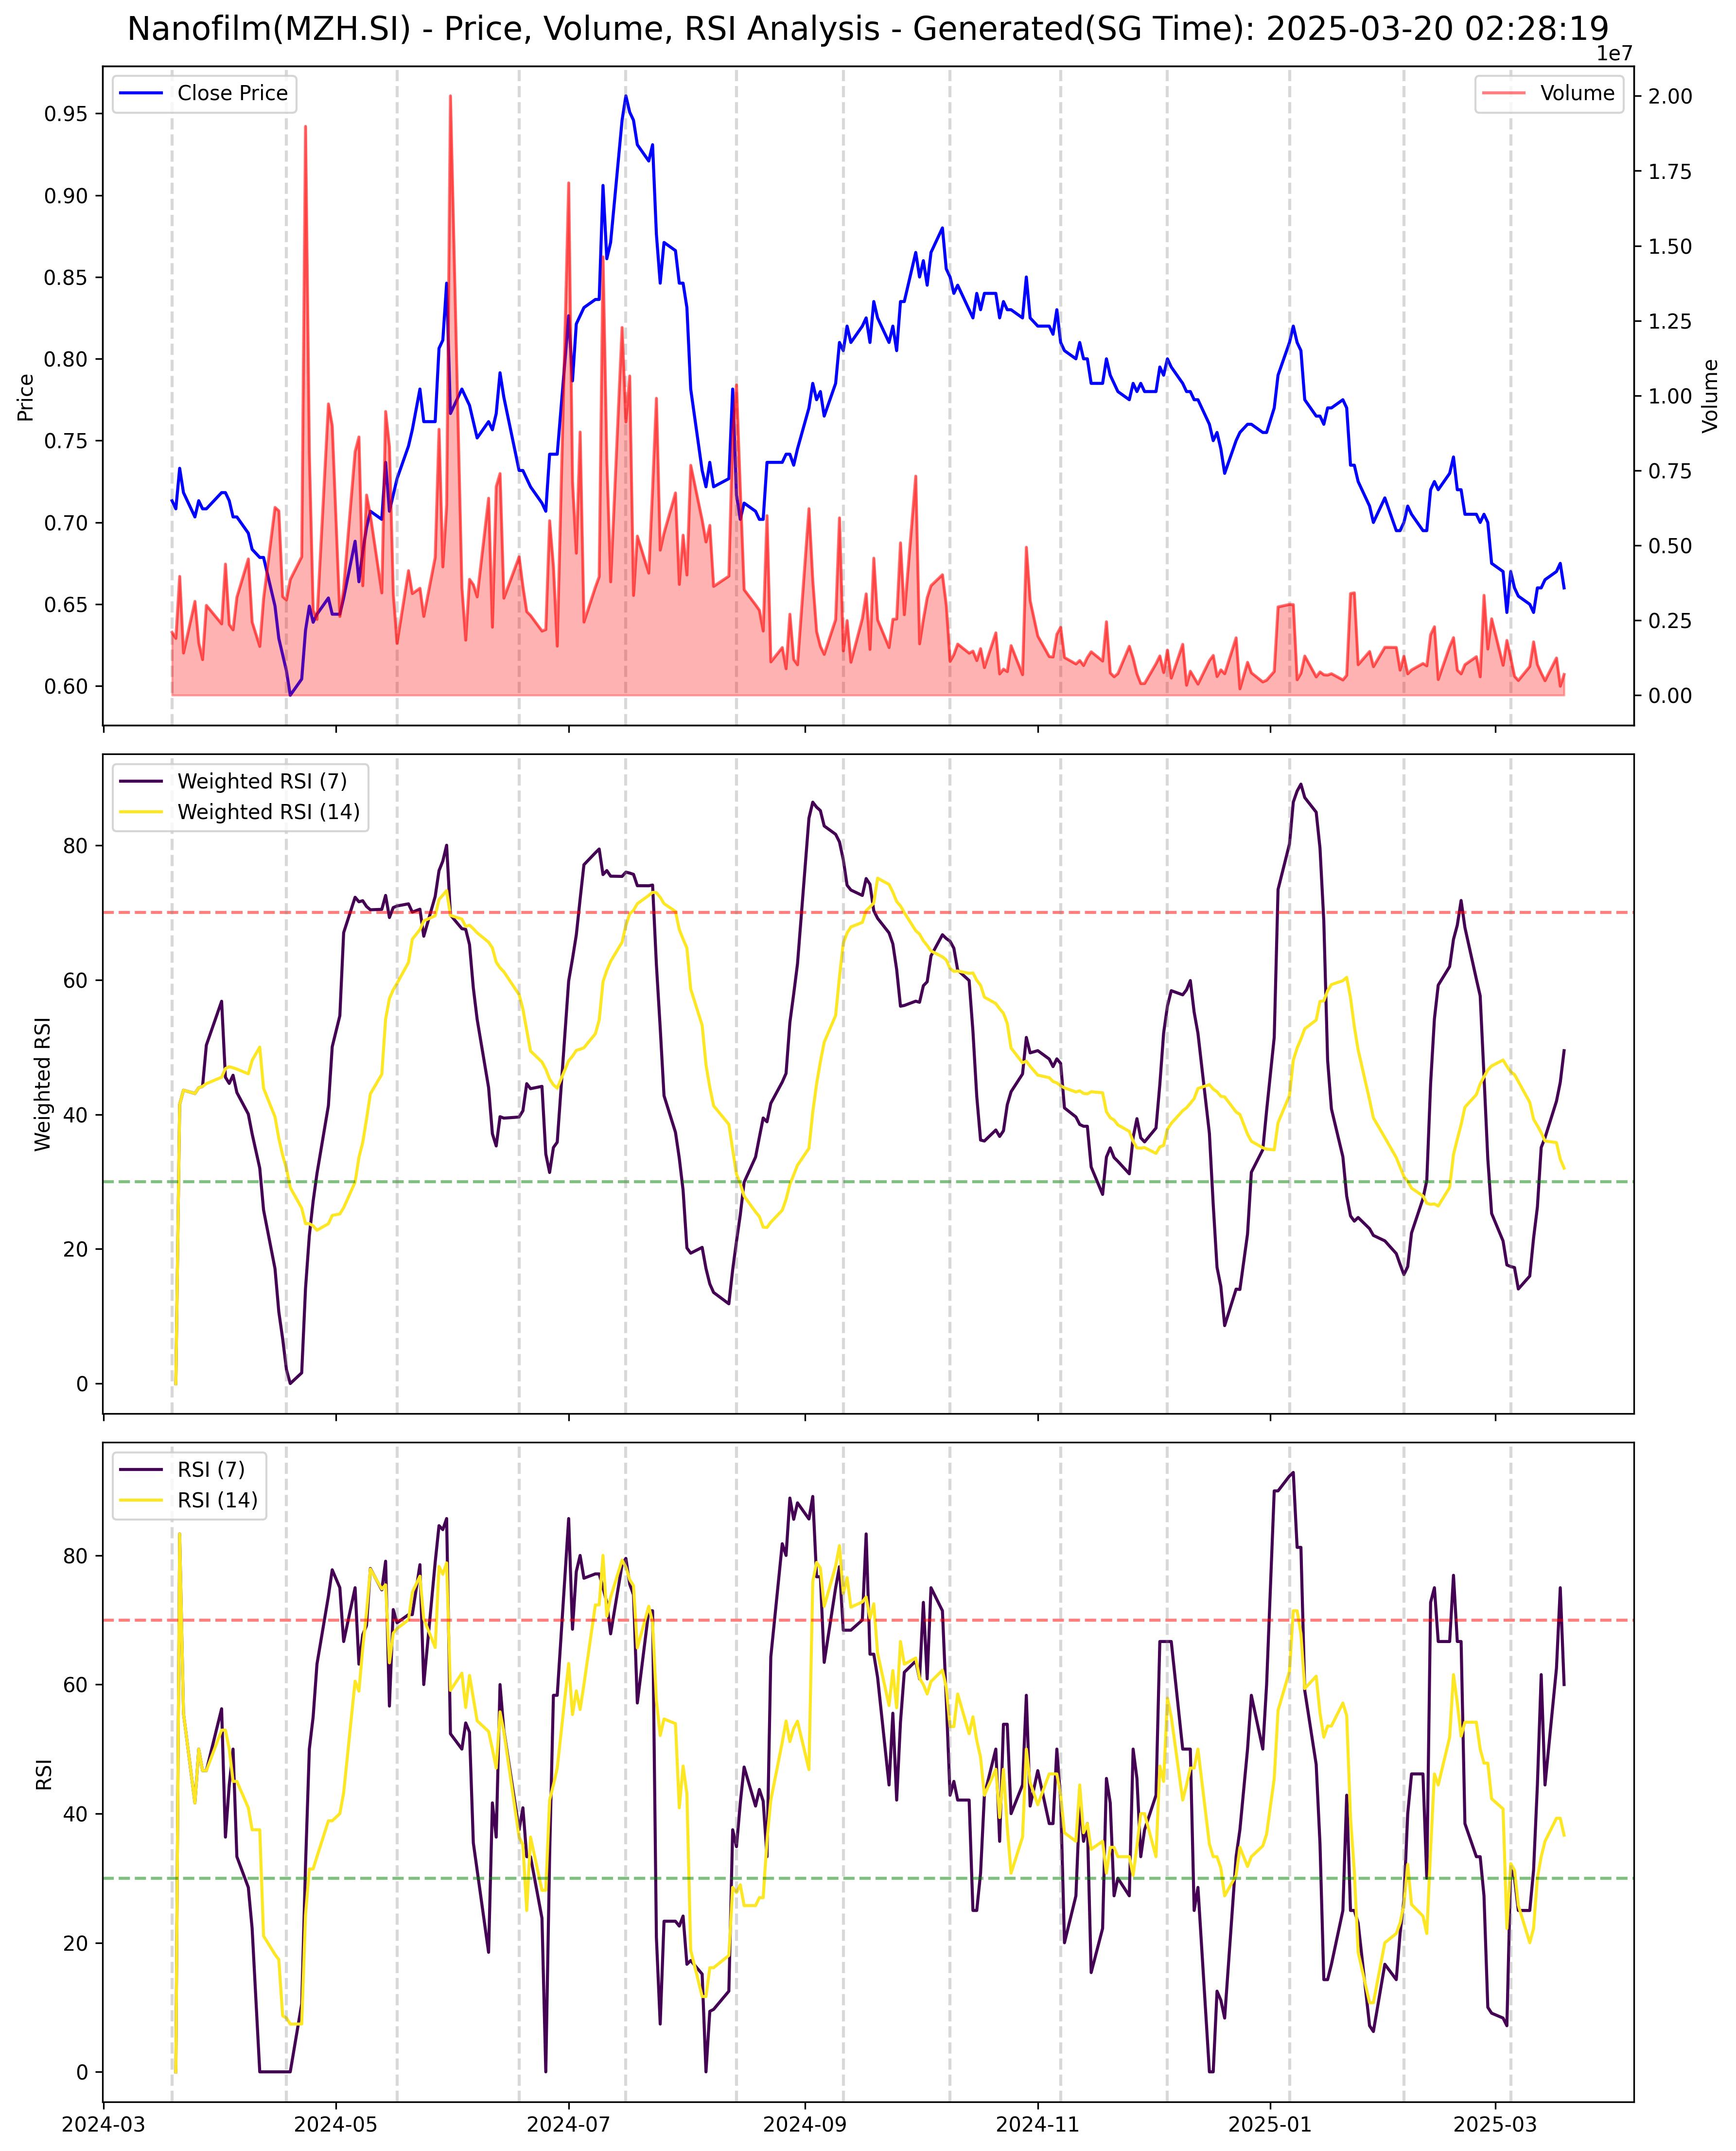 Nanofilm(MZH.SI) - Price, Volume, RSI Analysis - Generated(SG Time): 2025-03-20 02:28:19
1e7
Close Price
Volume
0.95
0.90
0.85
0.80
0.75
0.70
0.65
0.60
Price
2.00
1.75
1.50
1.25
1.00
0.75
0.50
0.25
0.00
Volume
Weighted RSI (7)
Weighted RSI (14)
80
60
40
20
0
Weighted RSI
RSI (7)
RSI (14)
80
60
40
20
0
RSI
2024-03
2024-05
2024-07
2024-09
2024-11
2025-01
2025-03